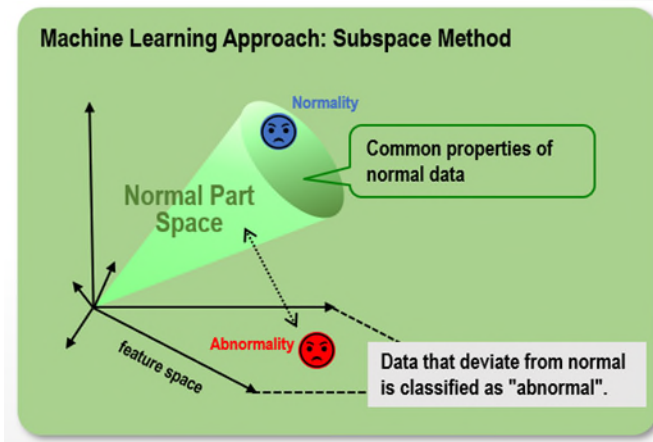 Machine Learning Approach: Subspace Method
Normality
Common properties of
normal data
Normal Part
Space
Abnormality
feature space
Data that deviate from normal
is classified as "abnormal".